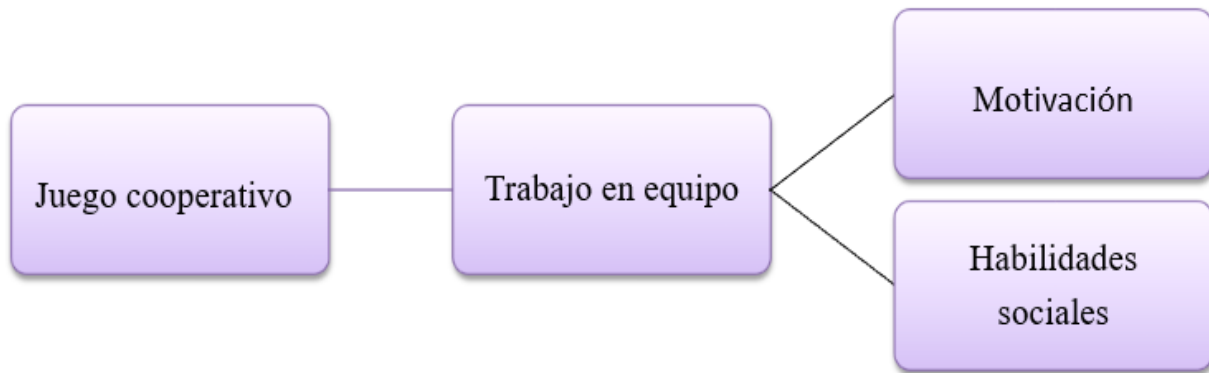 Juego cooperativo
Trabajo en equipo
Motivación
Habilidades
sociales